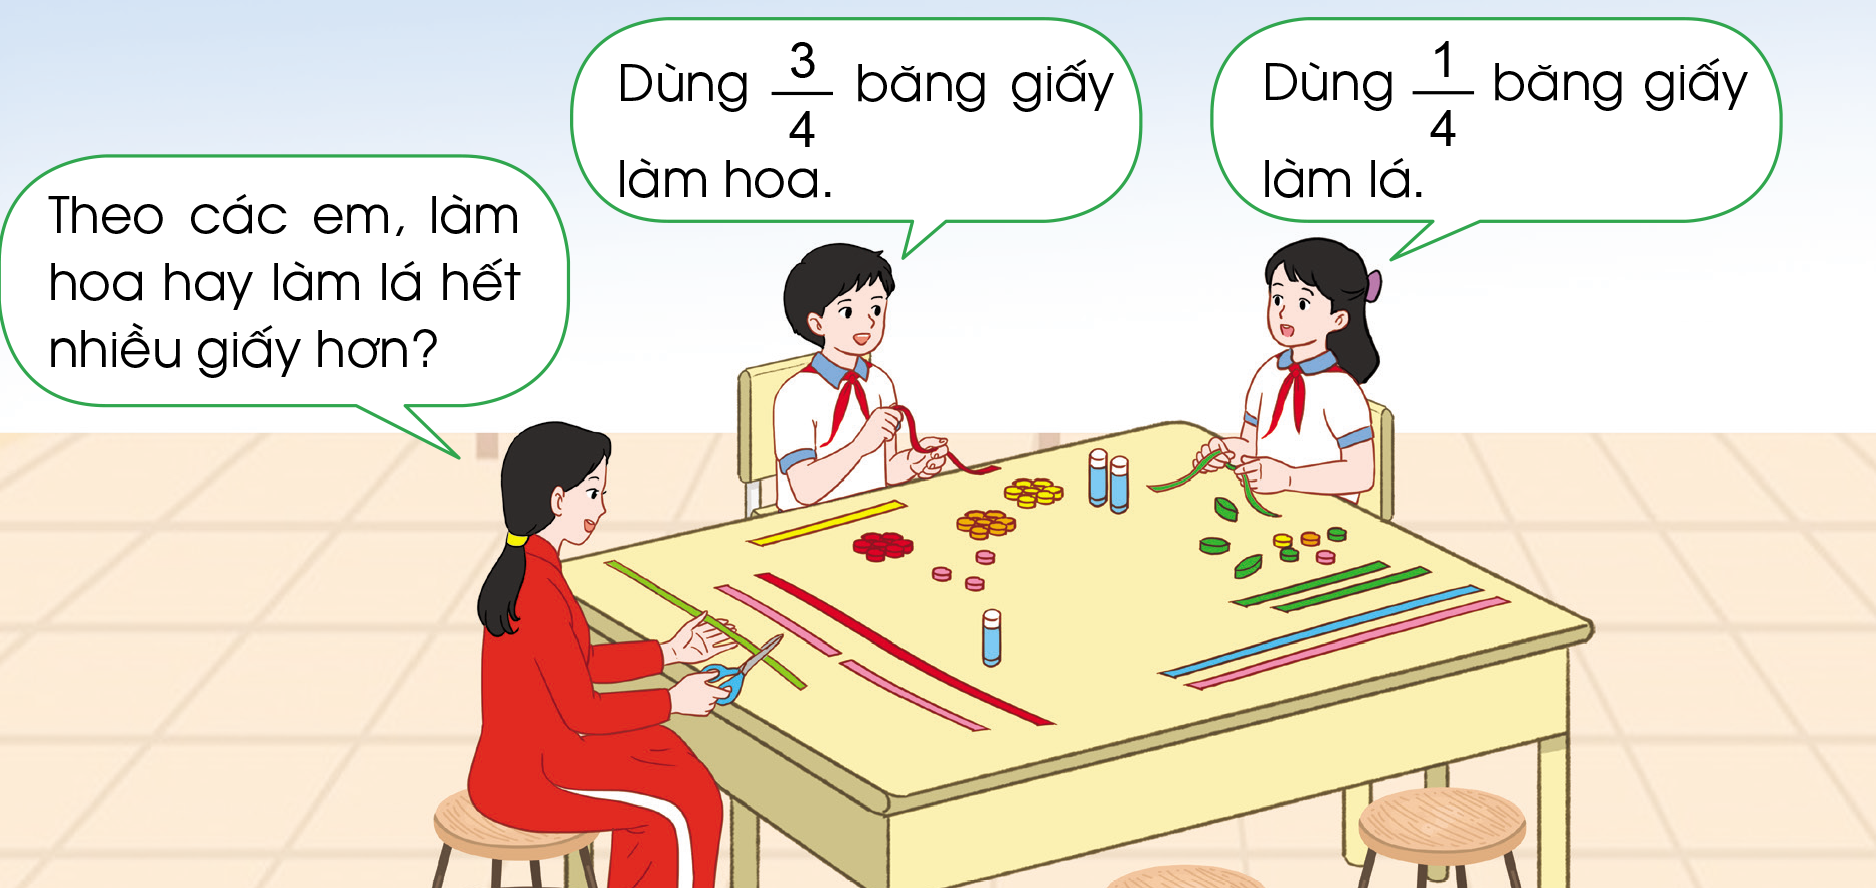 Theo các em, làm
hoa hay làm lá hết
nhiều giấy hơn?
Dùng 3/4 băng giấy
làm hoa.
Dùng 1/4 băng giấy
làm lá.